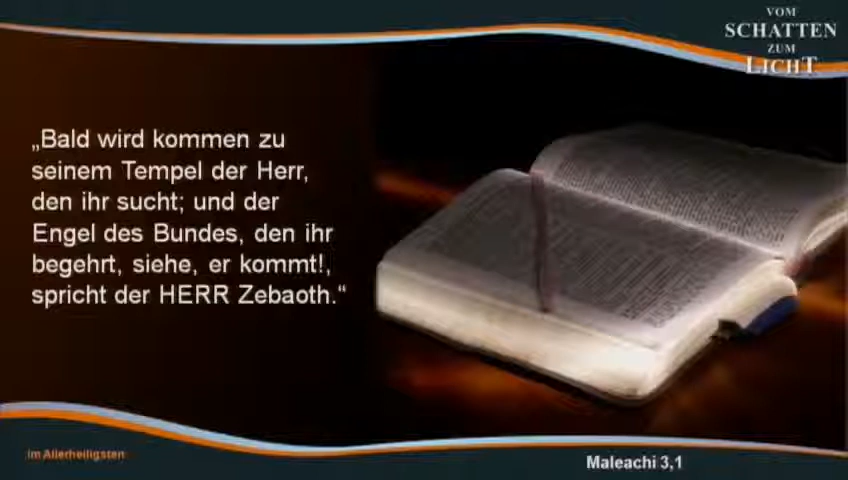 VOM
SCHATTEN
ZUM
LICHT
„Bald wird kommen zu
seinem Tempel der Herr,
den ihr sucht; und der
Engel des Bundes, den ihr
begehrt, siehe, er kommt!,
spricht der HERR Zebaoth.“
Im Allerheiligsten
Maleachi 3,1